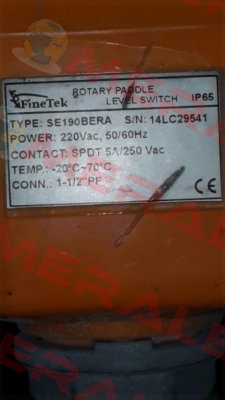 FineTek
ROTARY PADDLE
LEVEL SWITCH IP65
TYPE: SE190BERA S/N: 14LC29541
POWER: 220Vac, 50/60Hz
CONTACT: SPDT 5A/250 Vac
TEMP.: -20°C~70°C
CONN.: 1-1/2"PF CE